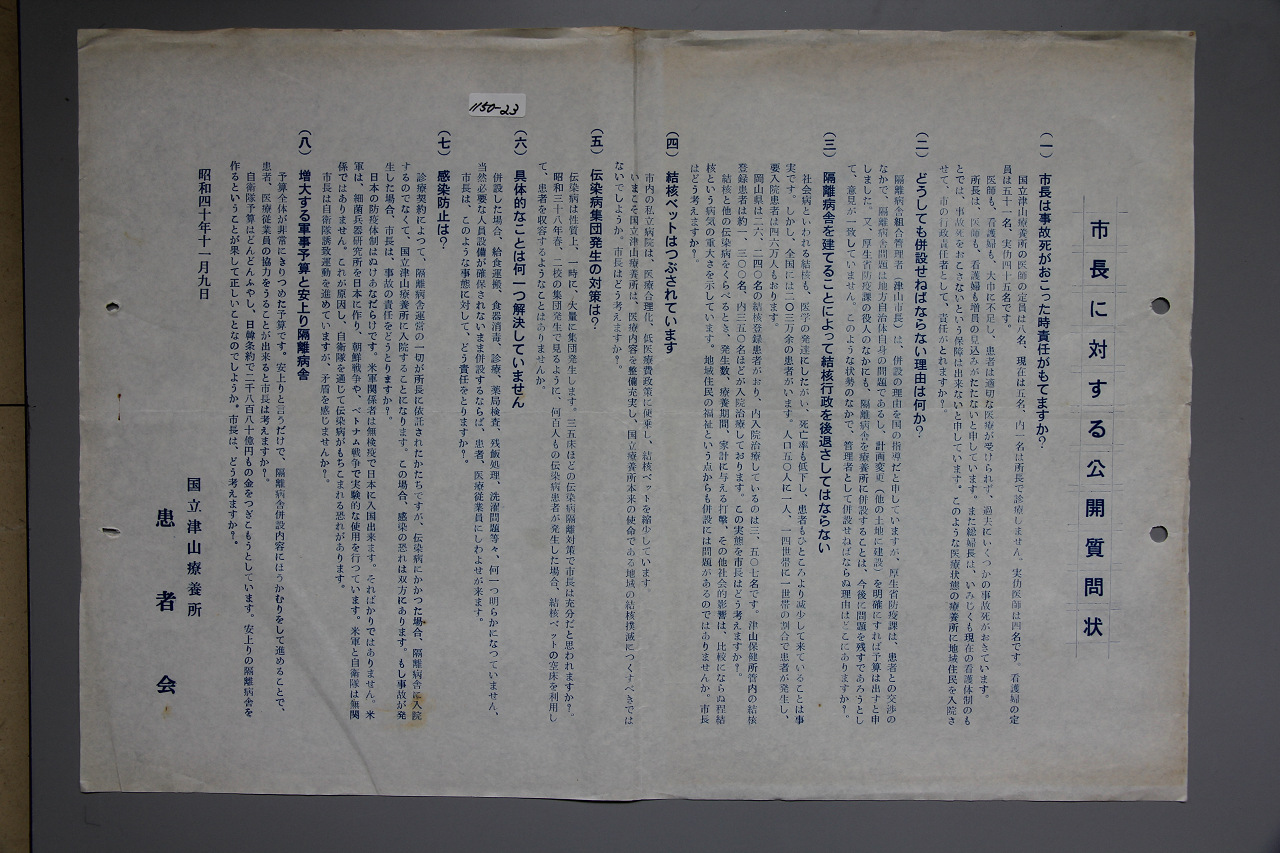 市長に対する公開質問状
(一) 市長は事故死がおこった時責任がもてますか?
国立津山療養所の医師の定員は八名、現在は五名、内一名は所長で診療しません。実仂医師は四名です。看護婦の定
員は五十一名、実仂四十五名です。
医師も、看護婦も、大巾に不足し、患者は適切な医療が受けられず、過去にいくつかの事故死がおきています。
所長は、医師も、看護婦も増員の見込みがたたないと申しています。また総婦長は、いみじくも現在の看護体制のも
とでは、事故死をおこさないという保障は出来ないと申しています。このような医療状態の療養所に地域住民を入院さ
せて、市の行政責任者として、責任がとれますか?。
(二) どうしても併設せねばならない理由は何か?
隔離病舎組合管理者(津山市長)は、併設の理由を国の指導だと申していますが、厚生省防疫課は、患者との交渉の
なかで、隔離病舎問題は地方自治体自身の問題であるし、計画変更(他の土地に建設)を明確にすれば予算は出すと申
しました。又、厚生省防疫課の役人のなかにも、隔離病舎を療養所に併設することは、今後に問題を残すであろうとし
て、意見が一致していません。このような状勢のなかで、管理者として併設せねばならぬ理由はどこにありますか?。
(三) 隔離病舎を建てることによって結核行政を後退さしてはならない
社会病といわれる結核も、医学の発達にしたがい、死亡率も低下し、患者もひところより減少して来ていることは事
実です。しかし、全国には二〇三万余の患者がいます。人口五〇人に一人、一四世帯に一世帯の割合で患者が発生し、
要入院患者は四六万人もおります。
岡山県は二六、一四〇名の結核登録患者がおり、内入院治療しているのは三、五〇七名です。津山保健所管内の結核
登録患者は約一、三〇〇名、内二五〇名ほどが入院治療しております。この実態を市長はどう考えますか?。
結核と他の伝染病をくらべるとき、発生数、療養期間、家計に与える打撃、その他社会的影響は、比較にならぬ程結
核という病気の重大さを示しています。地域住民の福祉という点からも併設には問題があるのではありませんか。市長
はどう考えますか?。
(四) 結核ベットはつぶされています
市内の私立病院は、医療合理化、低医療費政策に便乗し、結核ベットを縮少しています。
いまこそ国立津山療養所は、医療内容を整備充実し、国立療養所本来の使命である地域の結核撲滅につくすべきでは
ないでしようか。市長はどう考えますか?。
(五) 伝染病集団発生の対策は?
伝染病は性質上、一時に、大量に集団発生します。三五床ほどの伝染病隔離対策で市長は充分だと思われますか?。
昭和三十八年春、二校の集団発生で見るように、何百人もの伝染病患者が発生した場合、結核ベットの空床を利用し
て、患者を収容するようなことはありませんか。
(六) 具体的なことは何一つ解決していません
併設した場合、給食運搬、食器消毒、診療、薬局検査、残飯処理、洗濯問題等々、何一つ明らかになつていません、
当然必要な人員設備が確保されないまま併設するならば、患者、医療従業員にしわよせが来ます。
市長は、このような事態に対して、どう責任をとりますか?。
(七) 感染防止は?
診療契約によつて、隔離病舎運営の一切が所長に依託されたかたちですが、伝染病にかかつた場合、隔離病舎に入院
するのでなくて、国立津山療養所に入院することになります。この場合、感染の恐れは双方にあります。もし事故が発
生した場合、市長は、事故の責任をどうとりますか?。
日本の防疫体制はぬけあなだらけです。米軍関係者は無検疫で日本に入国出来ます。そればかりではありません。米
軍は、細菌兵器研究所を日本に作り、朝鮮戦争や、ベトナム戦争で実験的な使用を行つています。米軍と自衛隊は無関
係ではありません。これが原因し、自衛隊を通じて伝染病がもちこまれる恐れがあります。
市長は自衛隊誘致運動を進めていますが、矛盾を感じませんか?。
(八) 増大する軍事予算と安上り隔離病舎
予算全体が非常にきりつめた予算です。安上りと言うだけで、隔離病舎併設内容にほうかむりをして進めることで、
患者、医療従業員の協力をうることが出来ると市長は考えますか?。
自衛隊予算はどんどんふやし、日韓条約で二千八百八十億円もの金をつぎこもうとしています。安上りの隔離病舎を
作るということが果して正しいことなのでしようか。市長は、どう考えますか?。
昭和四十年十一月九日
国立津山療養所
患者会
1150-23